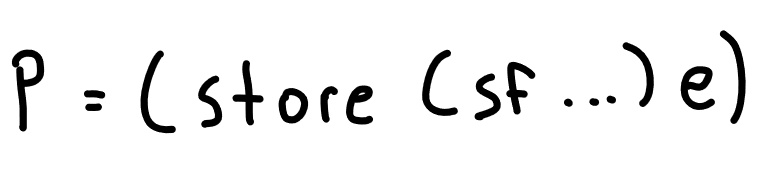 P = (store (sf ...) e)